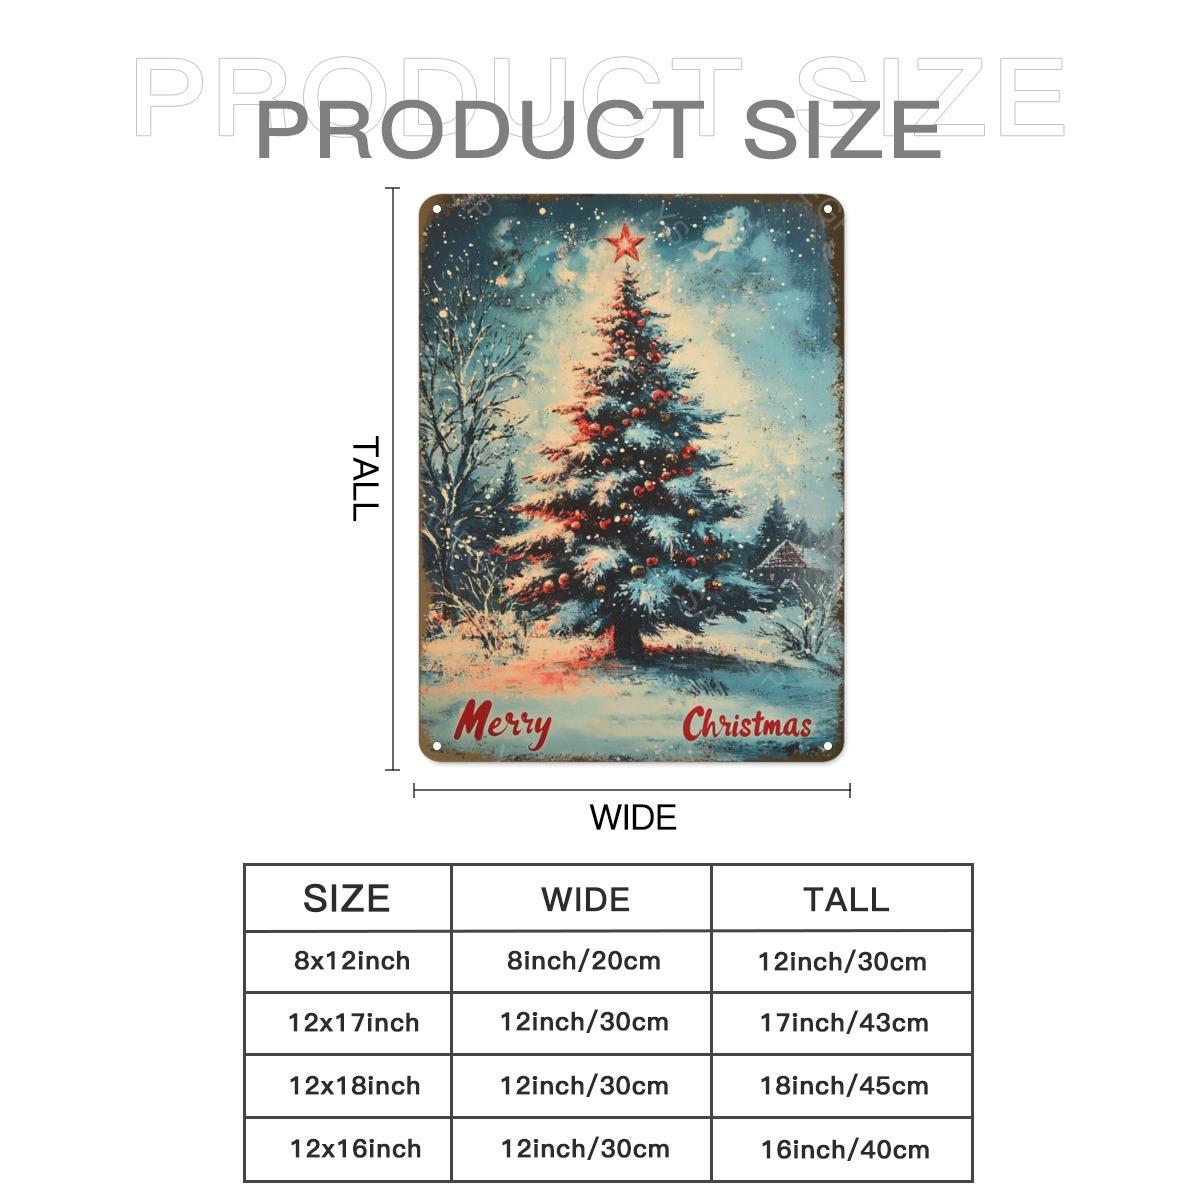 PRODUCT SIZE
PRODUCT SIZE
TALL
Merry Christmas
WIDE
SIZE WIDE TALL
8x12inch 8inch/20cm 12inch/30cm
12x17inch 12inch/30cm 17inch/43cm
12x18inch 12inch/30cm 18inch/45cm
12x16inch 12inch/30cm 16inch/40cm